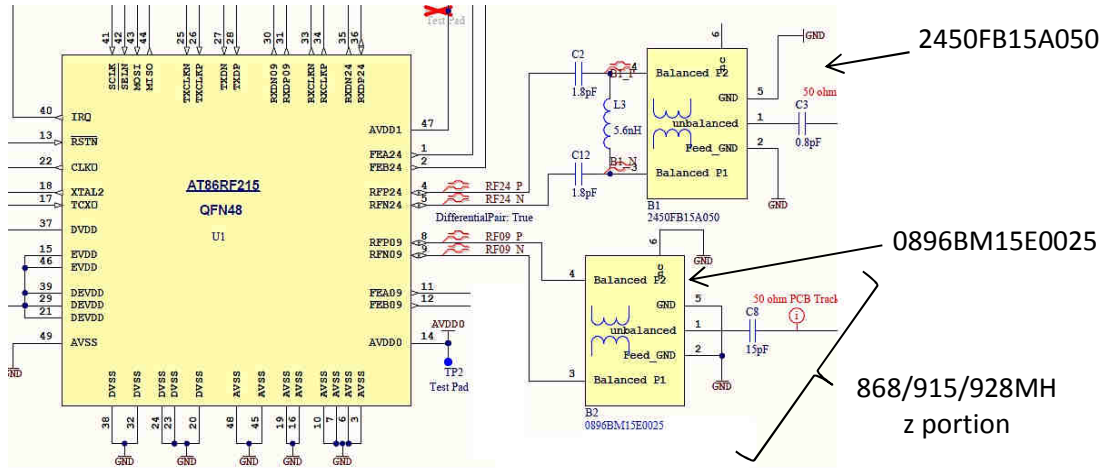 Test Pad
41 42 43 44 25 26 27 28 30 31 33 34 35 36
SCLK SELN MOSI MISO TXCLKN TXCLKP TXDN TXDP RXDN09 RXDP09 RXCLKN RXCLKP RXDN24 RXDP24
40 IRQ
13 RSTN
22 CLKO
18 XTAL2
17 TCXO
37 DVDD
15 EVDD
46 EVDD
39 DEVDD
29 DEVDD
21 DEVDD
49 AVSS
GND
AT86RF215
QFN48
U1
AVDD1 47
FEA24 1
FEB24 2
RFP24 4 RF24_P
RFN24 5 RF24_N
DifferentialPair: True
RFP09 8 RF09_P
RFN09 9 RF09_N
FEA09 11
FEB09 12
AVDD0
AVDD0 14
TP2
Test Pad
DVSS DVSS DVSS DVSS DVSS AVSS AVSS AVSS AVSS AVSS AVSS AVSS AVSS
38 32 24 23 20 48 45 19 16 10 7 6 3
GND GND GND GND GND
C2
1.8pF
C12
1.8pF
L3
5.6nH
B1_N
6
nc
4 Balanced P2
GND 5
unbalanced 1
Feed_GND 2
3 Balanced P1
B1
2450FB15A050
GND
50 ohm
C3
0.8pF
GND
2450FB15A050
6
nc
GND
4 Balanced P2
GND 5
unbalanced 1
Feed_GND 2
3 Balanced P1
B2
0896BM15E0025
50 ohm PCB Track
i
C8
15pF
GND
0896BM15E0025
868/915/928MH
z portion